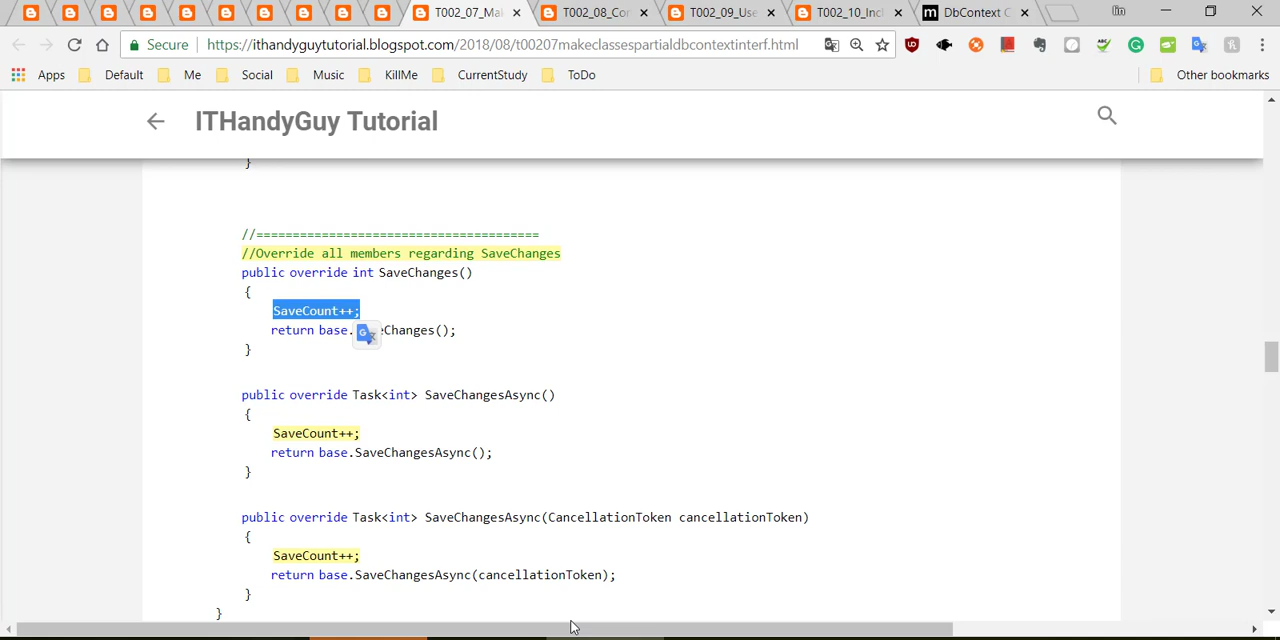 T002_07_Ma
T002_08_Co
T002_09_Use
T002_10_Incl
DbContext C
Secure
https://ithandyguytutorial.blogspot.com/2018/08/t00207makeclassespartialdbcontextinterf.html
Apps
Default
Me
Social
Music
KillMe
CurrentStudy
ToDo
Other bookmarks
ITHandyGuy Tutorial
}
//=======================================
//Override all members regarding SaveChanges
public override int SaveChanges()
{
SaveCount++;
return base. eChanges();
}
public override Task<int> SaveChangesAsync()
{
SaveCount++;
return base.SaveChangesAsync();
}
public override Task<int> SaveChangesAsync(CancellationToken cancellationToken)
{
SaveCount++;
return base.SaveChangesAsync(cancellationToken);
}
}